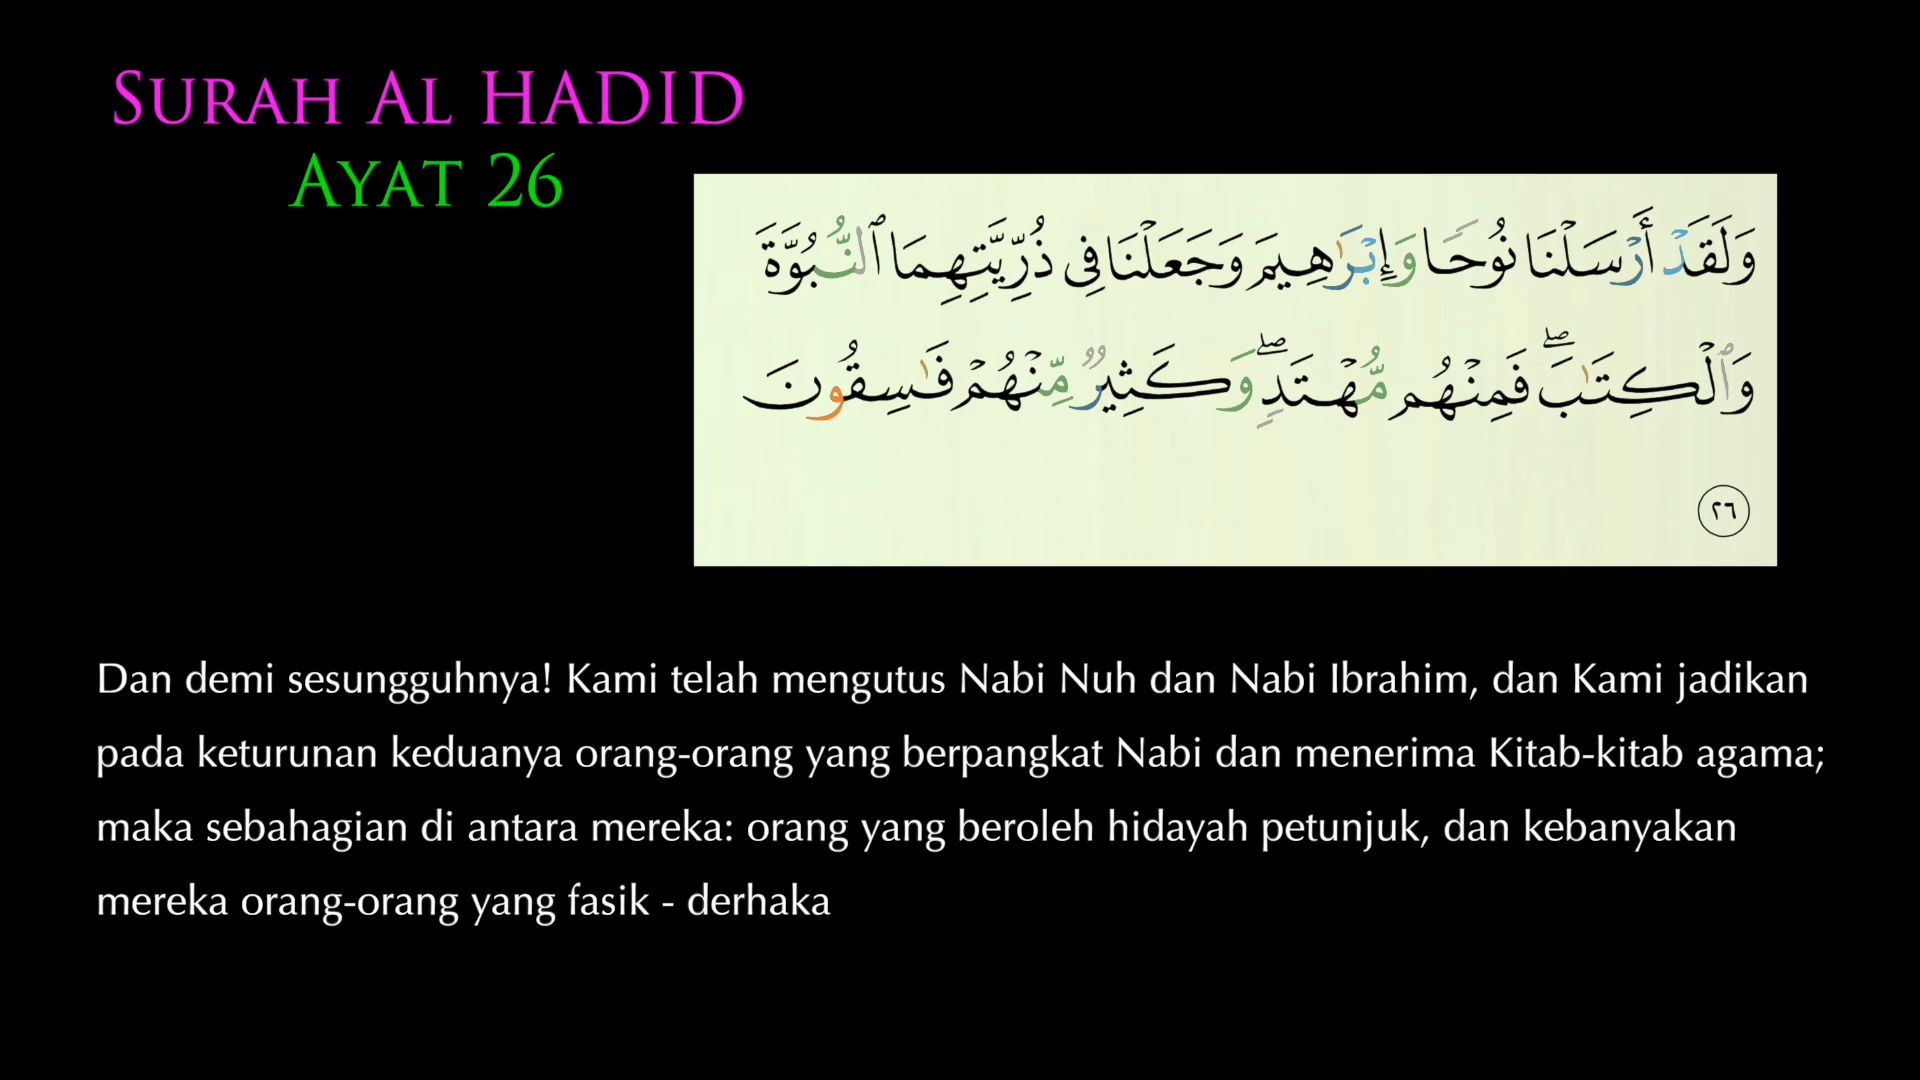 SURAH AL HADID
AYAT 26
وَلَقَدْ أَرْسَلْنَا نُوحًا وَإِبْرَٰهِيمَ وَجَعَلْنَا فِى ذُرِّيَّتِهِمَا ٱلنُّبُوَّةَ
وَٱلْكِتَٰبَ ۖ فَمِنْهُم مُّهْتَدٍ ۖ وَكَثِيرٌ مِّنْهُمْ فَٰسِقُونَ
٢٦
Dan demi sesungguhnya! Kami telah mengutus Nabi Nuh dan Nabi Ibrahim, dan Kami jadikan
pada keturunan keduanya orang-orang yang berpangkat Nabi dan menerima Kitab-kitab agama;
maka sebahagian di antara mereka: orang yang beroleh hidayah petunjuk, dan kebanyakan
mereka orang-orang yang fasik - derhaka